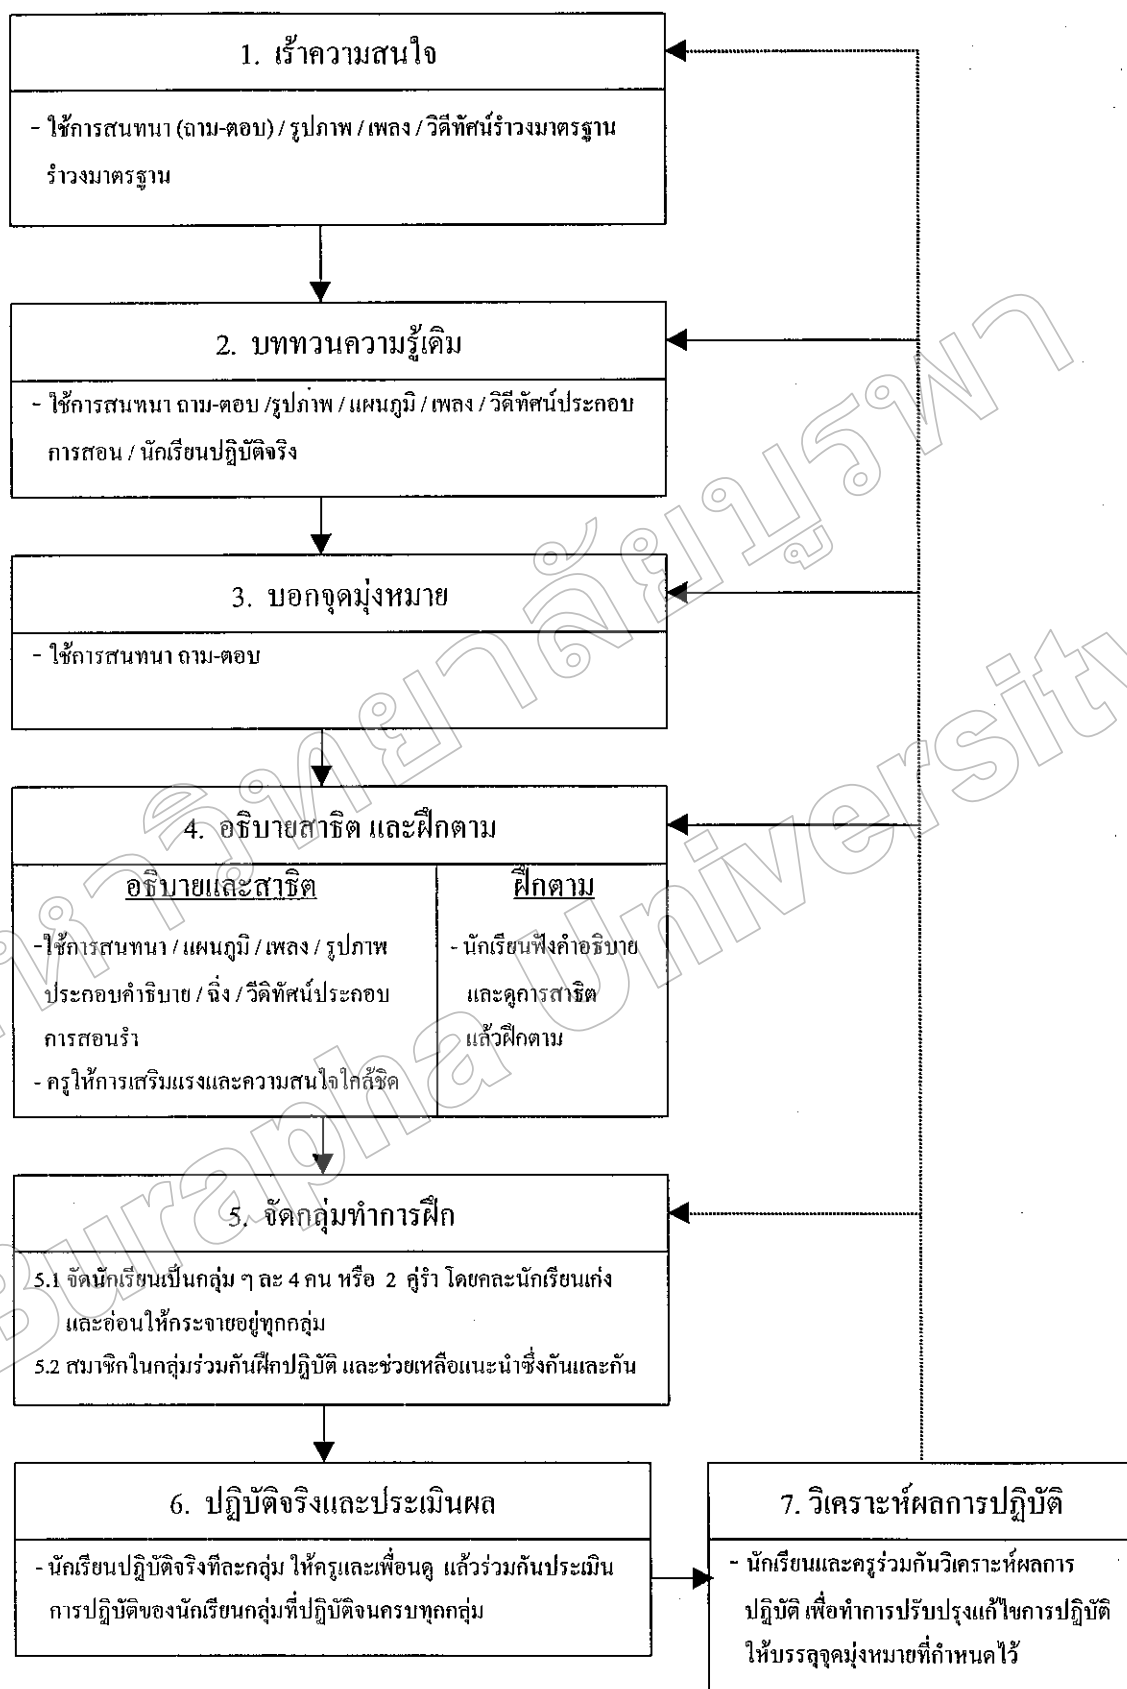 1. เร้าความสนใจ
- ใช้การสนทนา (ถาม-ตอบ) / รูปภาพ / เพลง / วิดีทัศน์รำวงมาตรฐาน
รำวงมาตรฐาน
2. บททวนความรู้เดิม
- ใช้การสนทนา ถาม-ตอบ /รูปภาพ / แผนภูมิ / เพลง / วิดีทัศน์ประกอบ
การสอน / นักเรียนปฏิบัติจริง
3. บอกจุดมุ่งหมาย
- ใช้การสนทนา ถาม-ตอบ
4. อธิบายสาธิต และฝึกตาม
อธิบายและสาธิต
-ใช้การสนทนา / แผนภูมิ / เพลง / รูปภาพ
ประกอบคำธิบาย / ฉิ่ง / วีดิทัศน์ประกอบ
การสอนรำ
- ครูให้การเสริมแรงและความสนใจใกล้ชิด
ฝึกตาม
- นักเรียนฟังคำอธิบาย
และดูการสาธิต
แล้วฝึกตาม
5. จัดกลุ่มทำการฝึก
5.1 จัดนักเรียนเป็นกลุ่ม ๆ ละ 4 คน หรือ 2 คู่รำ โดยคละนักเรียนเก่ง
และอ่อนให้กระจายอยู่ทุกกลุ่ม
5.2 สมาชิกในกลุ่มร่วมกันฝึกปฏิบัติ และช่วยเหลือแนะนำซึ่งกันและกัน
6. ปฏิบัติจริงและประเมินผล
- นักเรียนปฏิบัติจริงทีละกลุ่ม ให้ครูและเพื่อนดู แล้วร่วมกันประเมิน
การปฏิบัติของนักเรียนกลุ่มที่ปฏิบัติจนครบทุกกลุ่ม
7. วิเคราะห์ผลการปฏิบัติ
- นักเรียนและครูร่วมกันวิเคราะห์ผลการ
ปฏิบัติ เพื่อทำการปรับปรุงแก้ไขการปฏิบัติ
ให้บรรลุจุดมุ่งหมายที่กำหนดไว้
มหาวิทยาลัยบูรพา
Burapha University